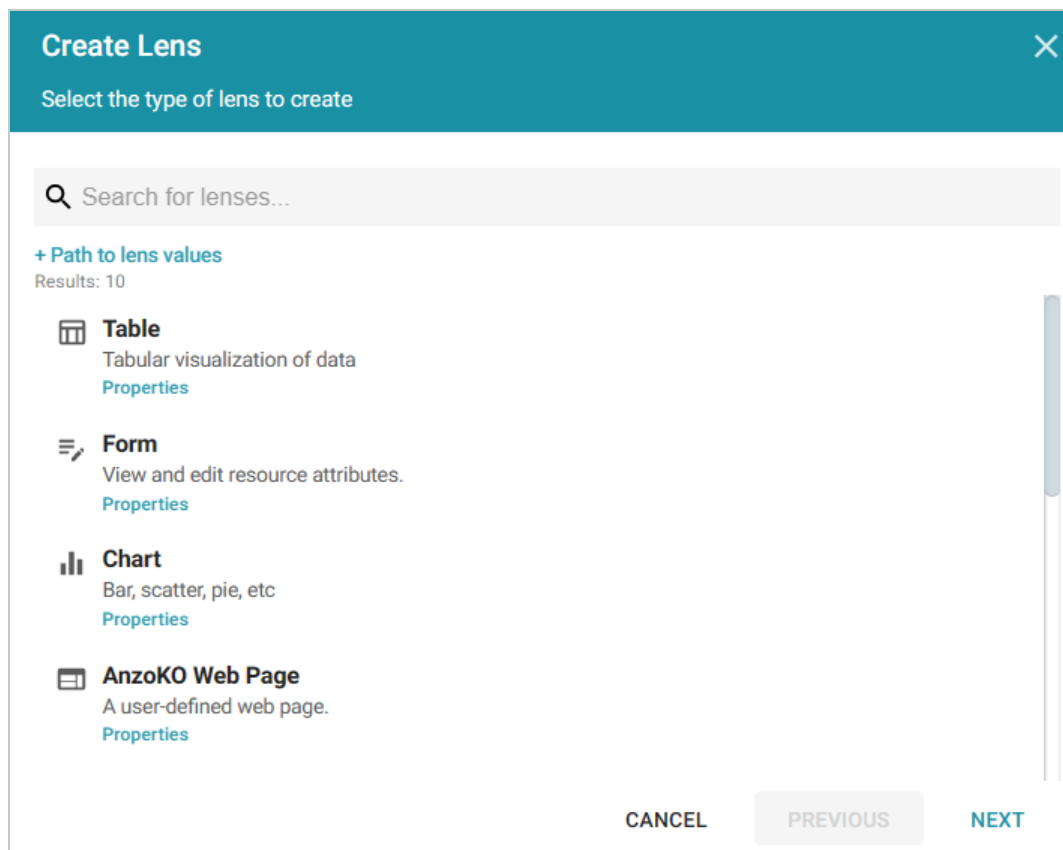 Create Lens
Select the type of lens to create
Search for lenses...
+ Path to lens values
Results: 10
Table
Tabular visualization of data
Properties
Form
View and edit resource attributes.
Properties
Chart
Bar, scatter, pie, etc
Properties
AnzoKO Web Page
A user-defined web page.
Properties
CANCEL PREVIOUS NEXT